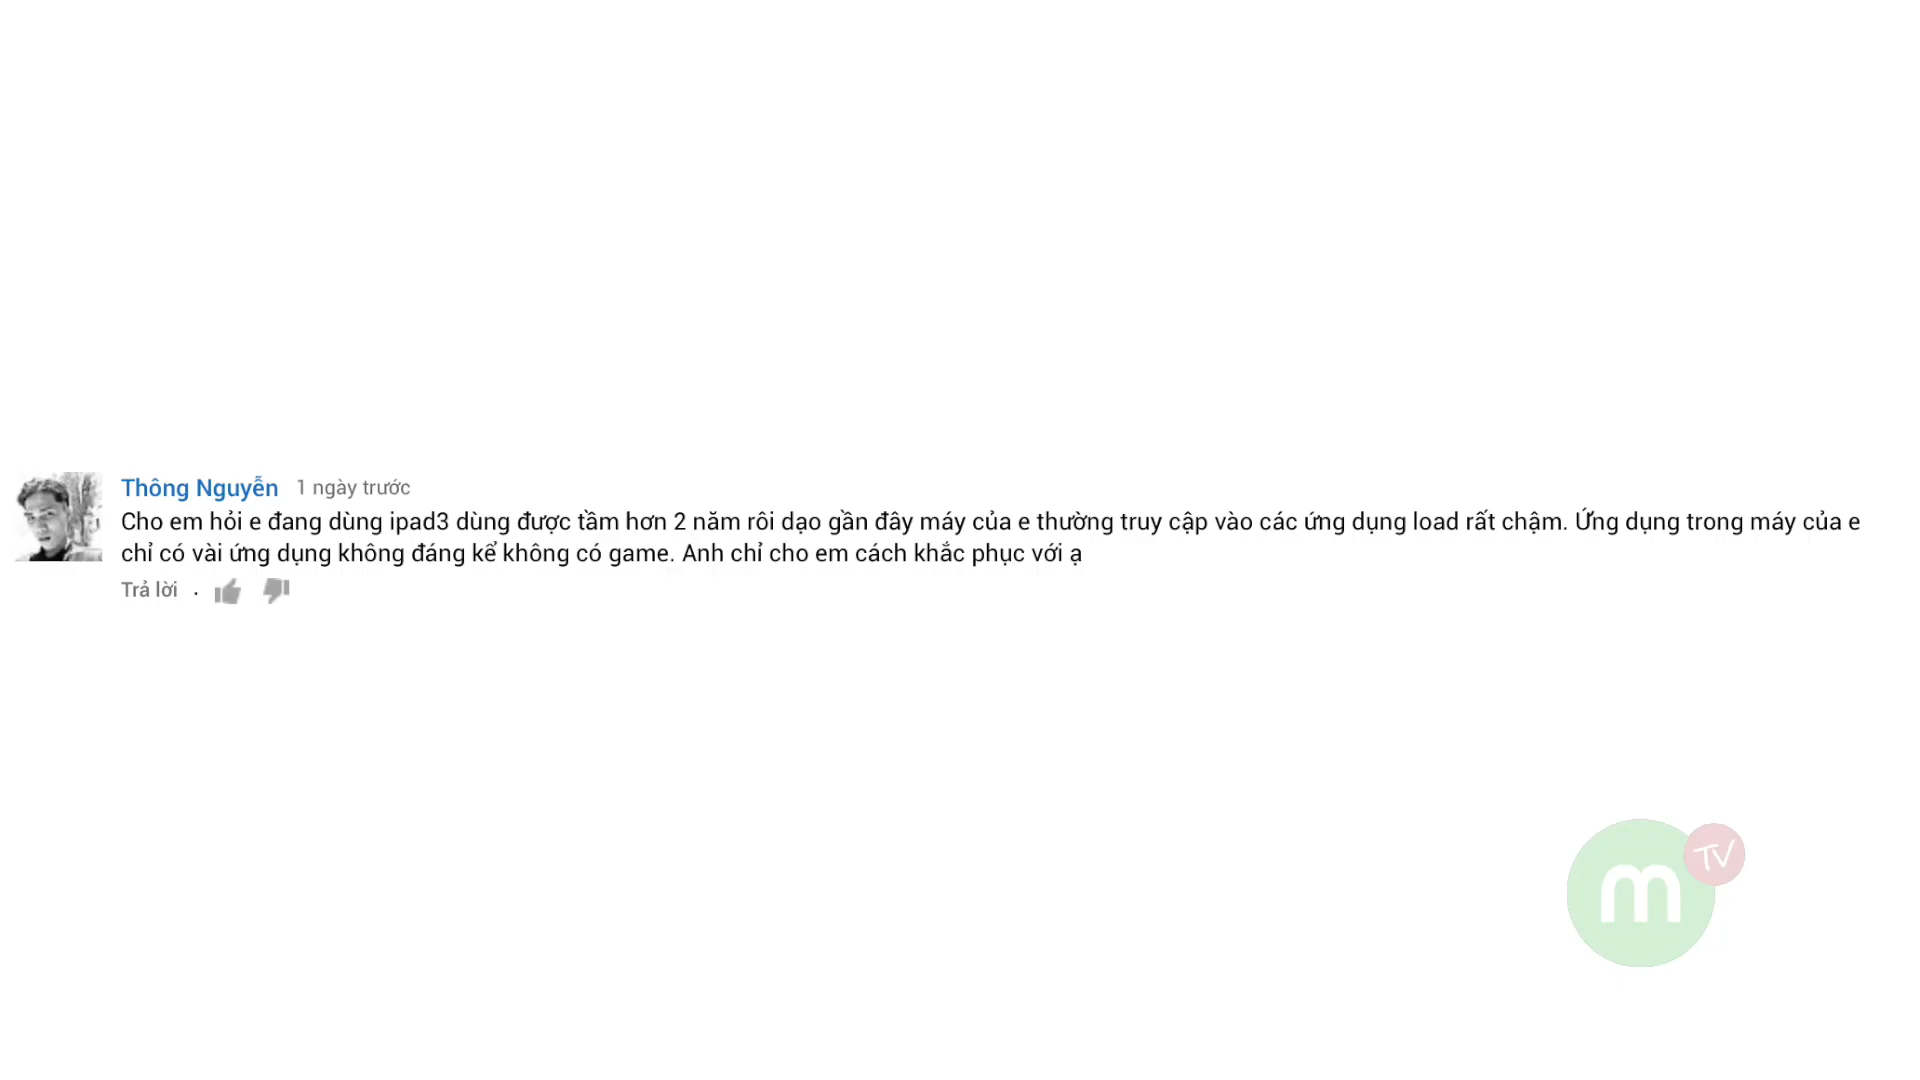 Thông Nguyễn 1 ngày trước
Cho em hỏi e đang dùng ipad3 dùng được tầm hơn 2 năm rôi dạo gần đây máy của e thường truy cập vào các ứng dụng load rất chậm. Ứng dụng trong máy của e
chỉ có vài ứng dụng không đáng kể không có game. Anh chỉ cho em cách khắc phục với ạ
Trả lời .
m TV